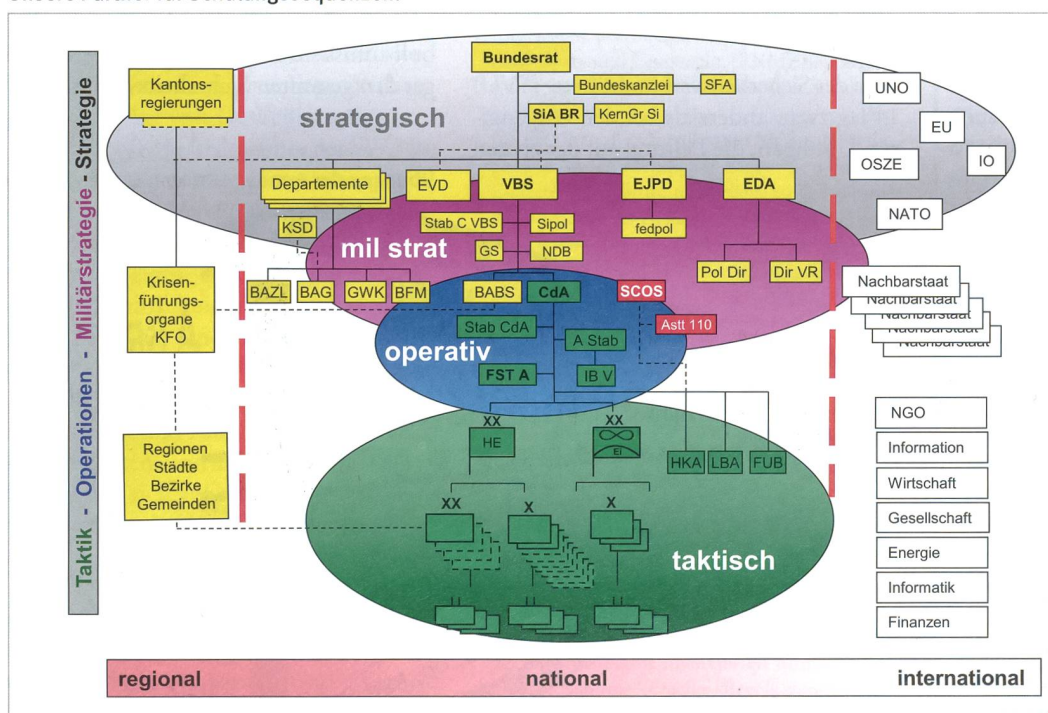 Bundesrat
Kantons-
regierungen
Bundeskanzlei
SFA
UNO
SiA BR
KernGr Si
strategisch
EU
OSZE
IO
Departemente
EVD
VBS
EJPD
EDA
NATO
KSD
Stab C VBS
Sipol
fedpol
mil strat
GS
NDB
Pol Dir
Dir VR
Krisen-
führungs-
organe
KFO
BAZL
BAG
GWK
BFM
BABS
CdA
SCOS
Nachbarstaat
Nachbarstaat
Nachbarstaat
Nachbarstaat
Nachbarstaat
Stab CdA
Astt 110
A Stab
operativ
FST A
IB V
XX
XX
HE
EI
NGO
Regionen
Städte
Bezirke
Gemeinden
HKA
LBA
FUB
Information
Wirtschaft
XX
X
X
Gesellschaft
taktisch
Energie
Informatik
Finanzen
Taktik - Operationen - Militärstrategie - Strategie
regional
national
international